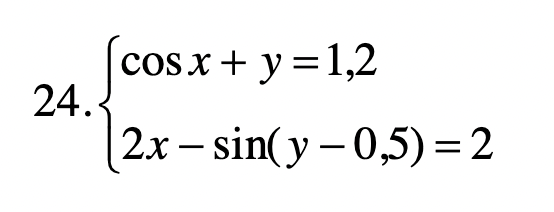 24. { cos x + y = 1,2
2x – sin(y – 0,5) = 2